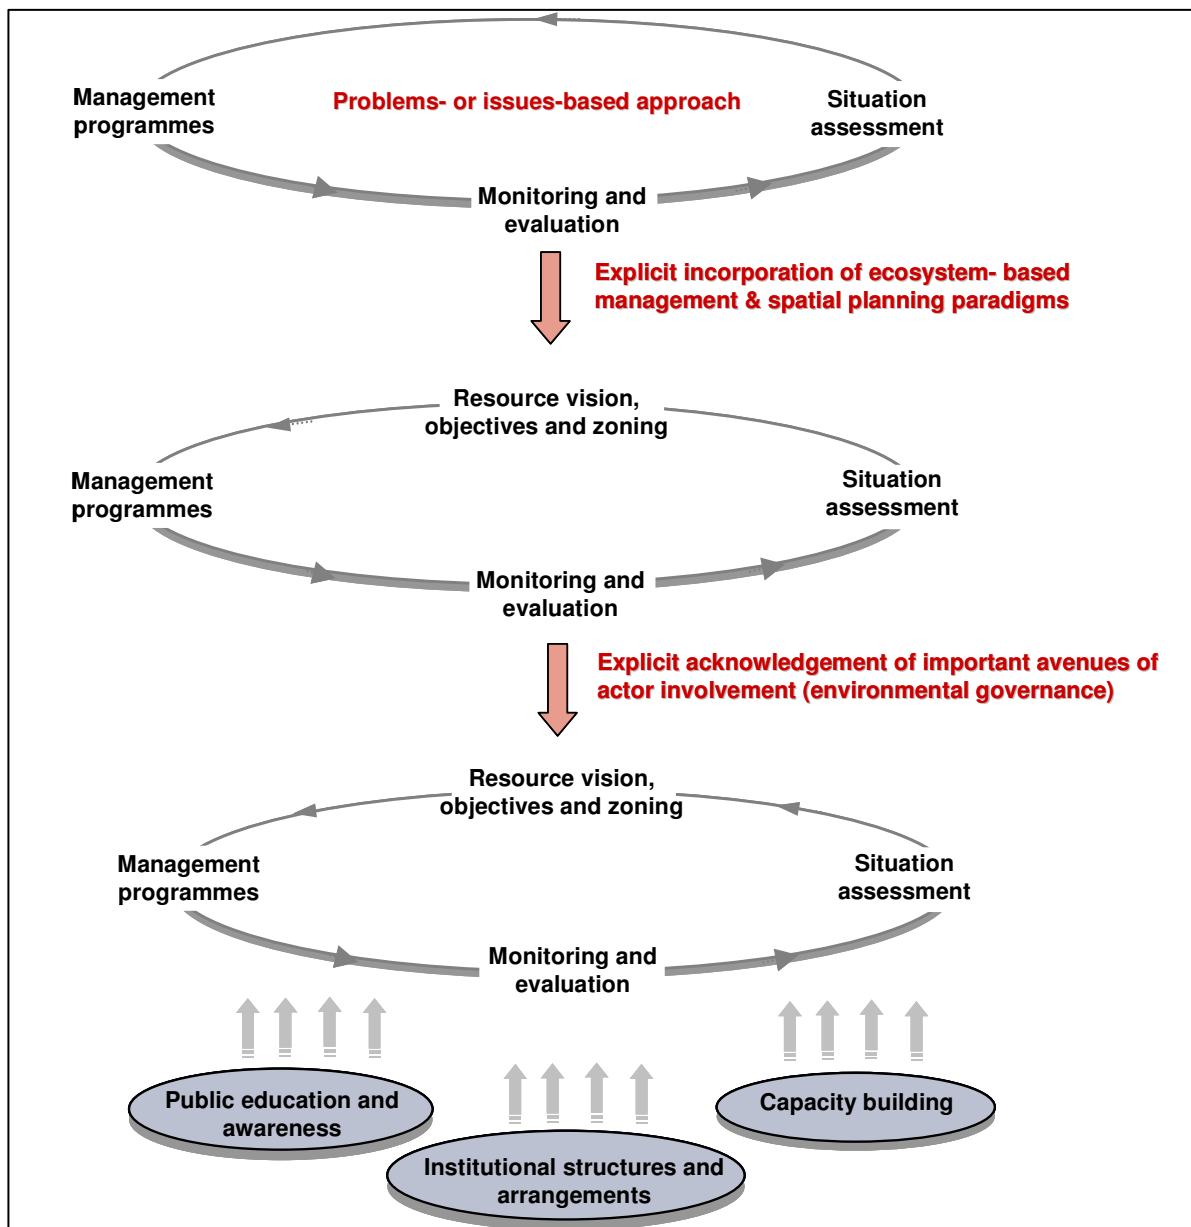 Management
programmes
Problems- or issues-based approach
Situation
assessment
Monitoring and
evaluation
Explicit incorporation of ecosystem- based
management & spatial planning paradigms
Resource vision,
objectives and zoning
Management
programmes
Situation
assessment
Monitoring and
evaluation
Explicit acknowledgement of important avenues of
actor involvement (environmental governance)
Resource vision,
objectives and zoning
Management
programmes
Situation
assessment
Monitoring and
evaluation
Public education and
awareness
Capacity building
Institutional structures and
arrangements